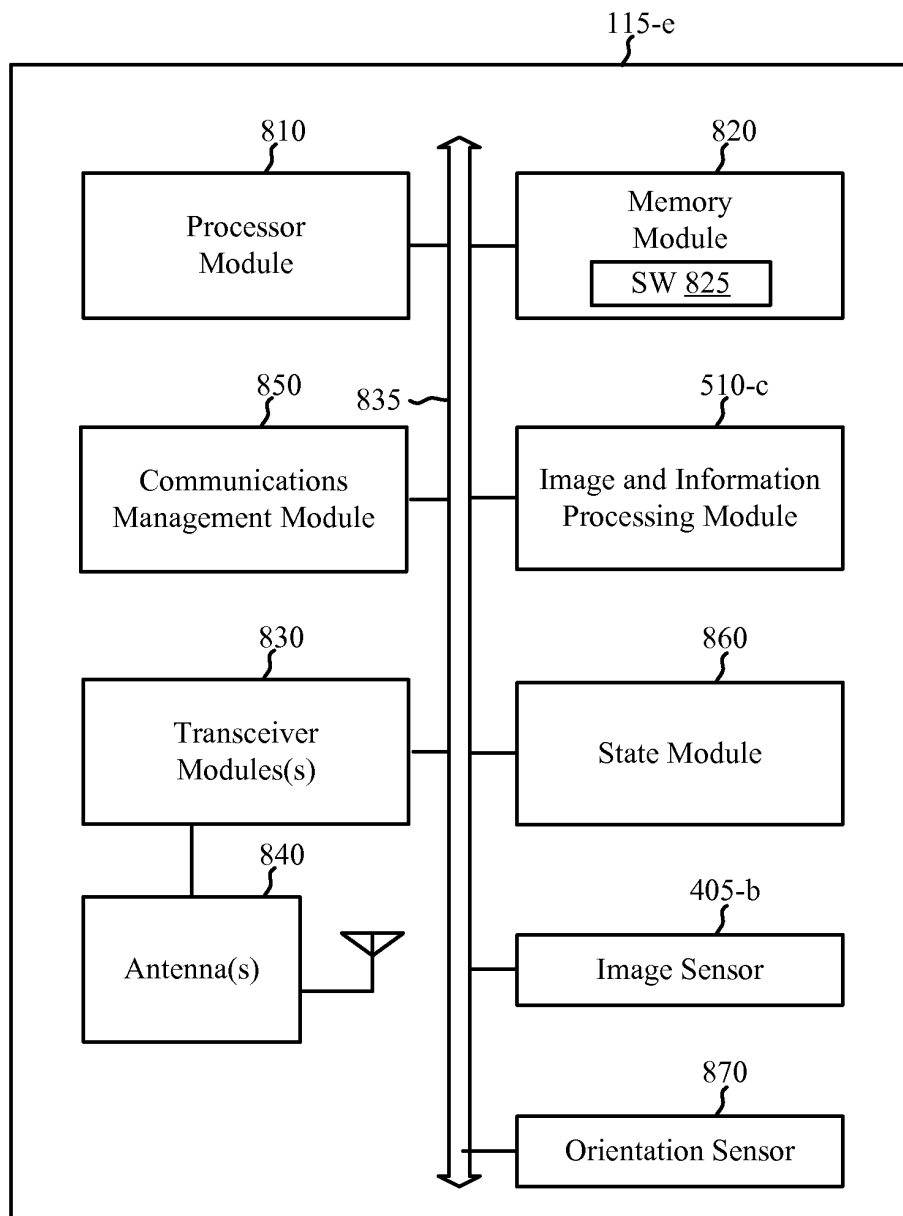 115-e
810
Processor
Module
820
Memory
Module
SW 825
850
Communications
Management Module
835
510-c
Image and Information
Processing Module
830
Transceiver
Modules(s)
860
State Module
840
Antenna(s)
405-b
Image Sensor
870
Orientation Sensor